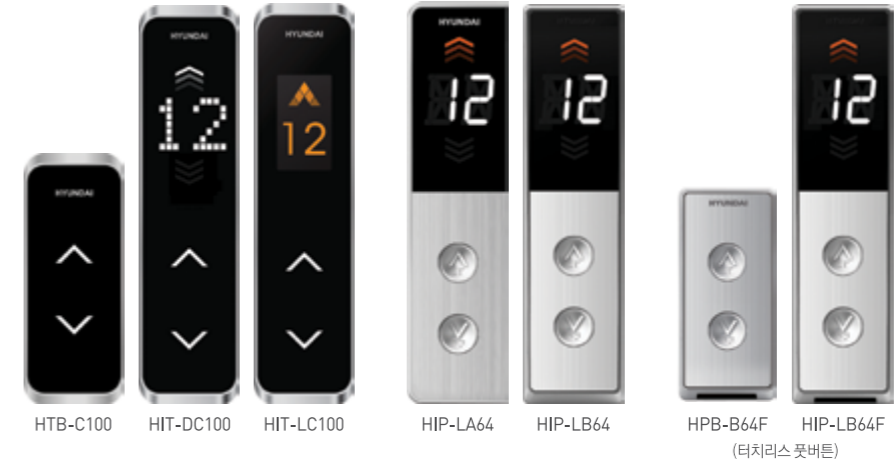 HYUNDAI
12
HYUNDAI
12
HYUNDAI
12
HYUNDAI
12
12
HYUNDAI
HTB-C100
HIT-DC100
HIT-LC100
HIP-LA64
HIP-LB64
HPB-B64F
HIP-LB64F
(터치리스 풋버튼)